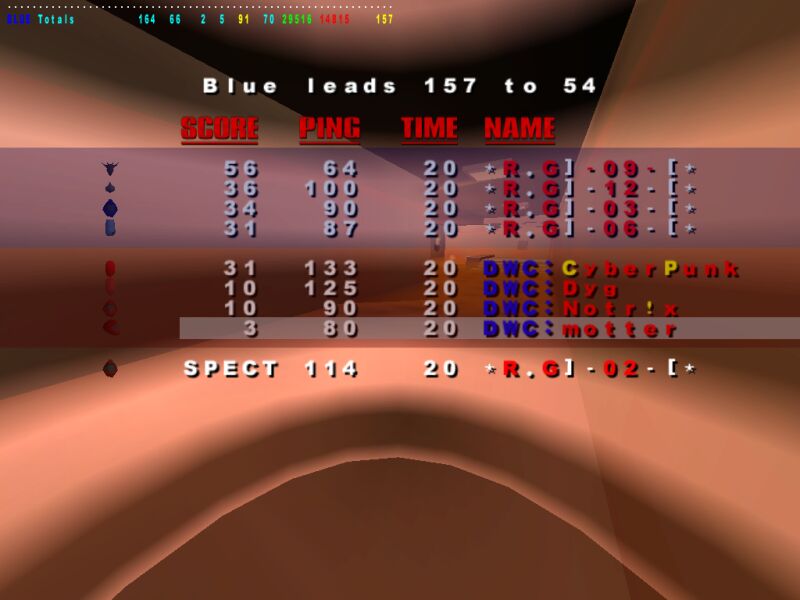 BLUE Totals 164 66 2 5 91 70 29516 14815 157
Blue leads 157 to 54
SCORE PING TIME NAME
56 64 20 *R.G]-09-[*
36 100 20 *R.G]-12-[*
34 90 20 *R.G]-03-[*
31 87 20 *R.G]-06-[*
31 133 20 DWC:CyberPunk
10 125 20 DWC:Dyg
10 90 20 DWC:Notr!x
3 80 20 DWC:motter
SPECT 114 20 *R.G]-02-[*